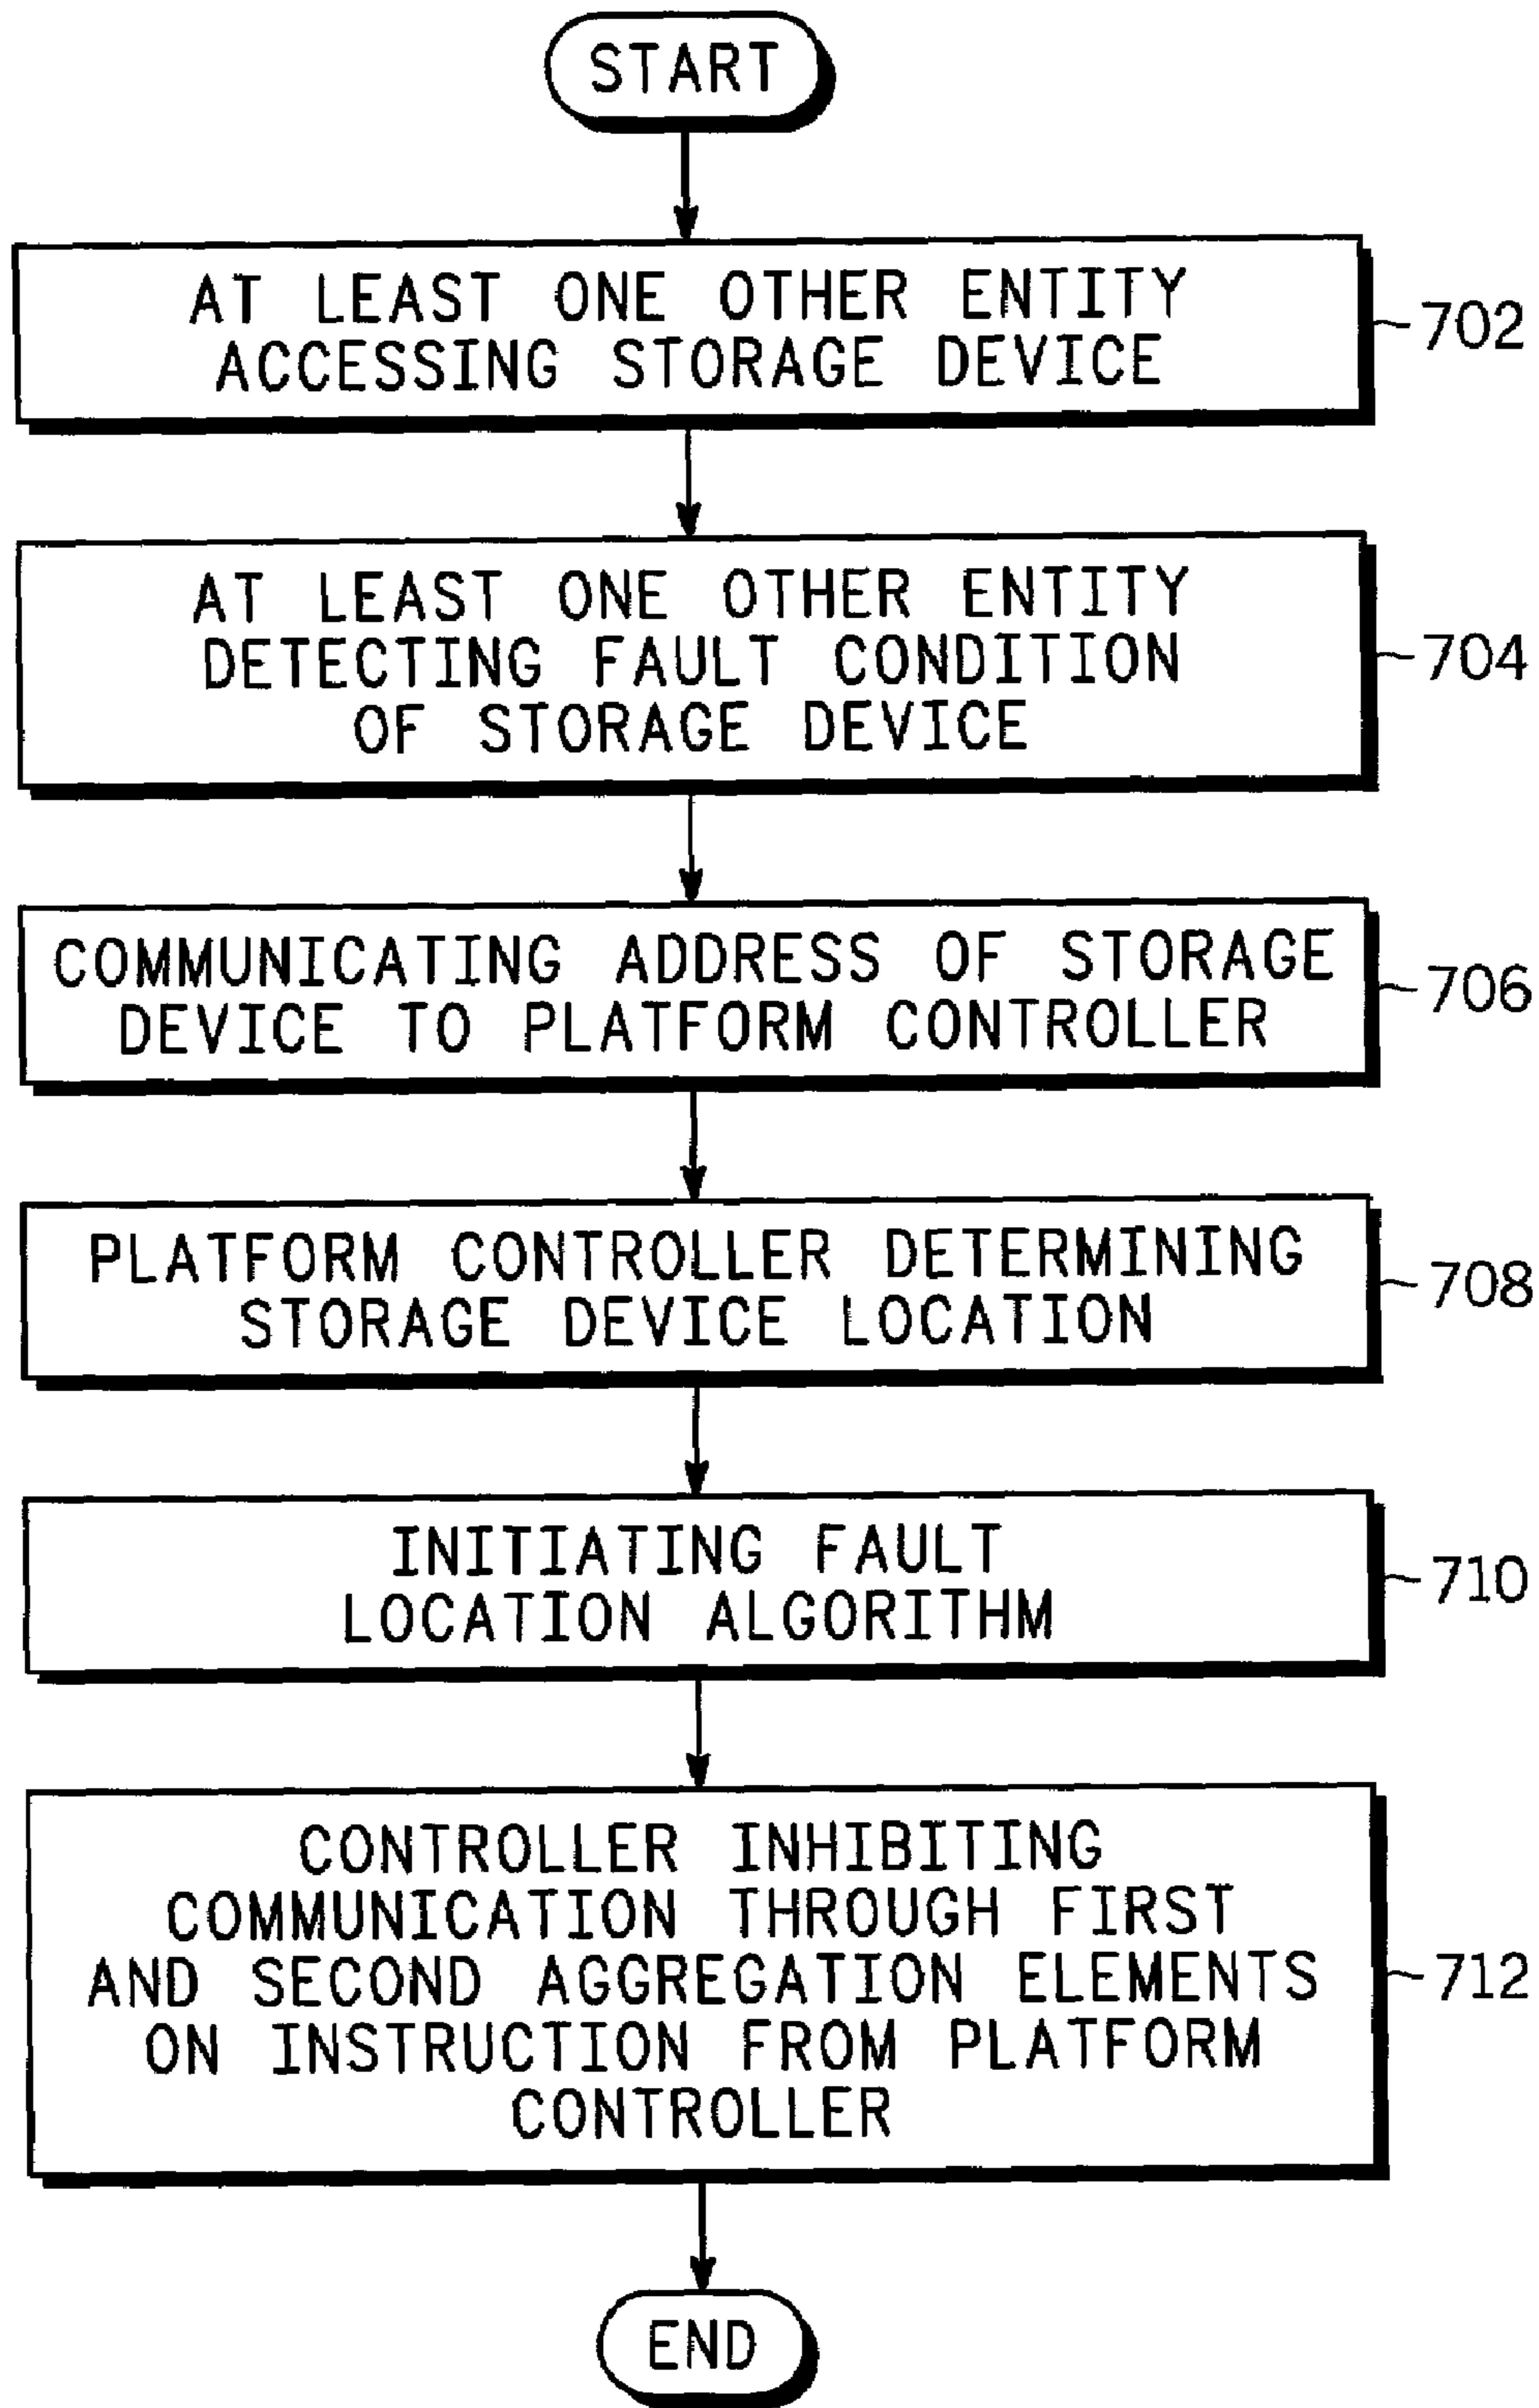 START
AT LEAST ONE OTHER ENTITY
ACCESSING STORAGE DEVICE
702
AT LEAST ONE OTHER ENTITY
DETECTING FAULT CONDITION
OF STORAGE DEVICE
704
COMMUNICATING ADDRESS OF STORAGE
DEVICE TO PLATFORM CONTROLLER
706
PLATFORM CONTROLLER DETERMINING
STORAGE DEVICE LOCATION
708
INITIATING FAULT
LOCATION ALGORITHM
710
CONTROLLER INHIBITING
COMMUNICATION THROUGH FIRST
AND SECOND AGGREGATION ELEMENTS
ON INSTRUCTION FROM PLATFORM
CONTROLLER
712
END